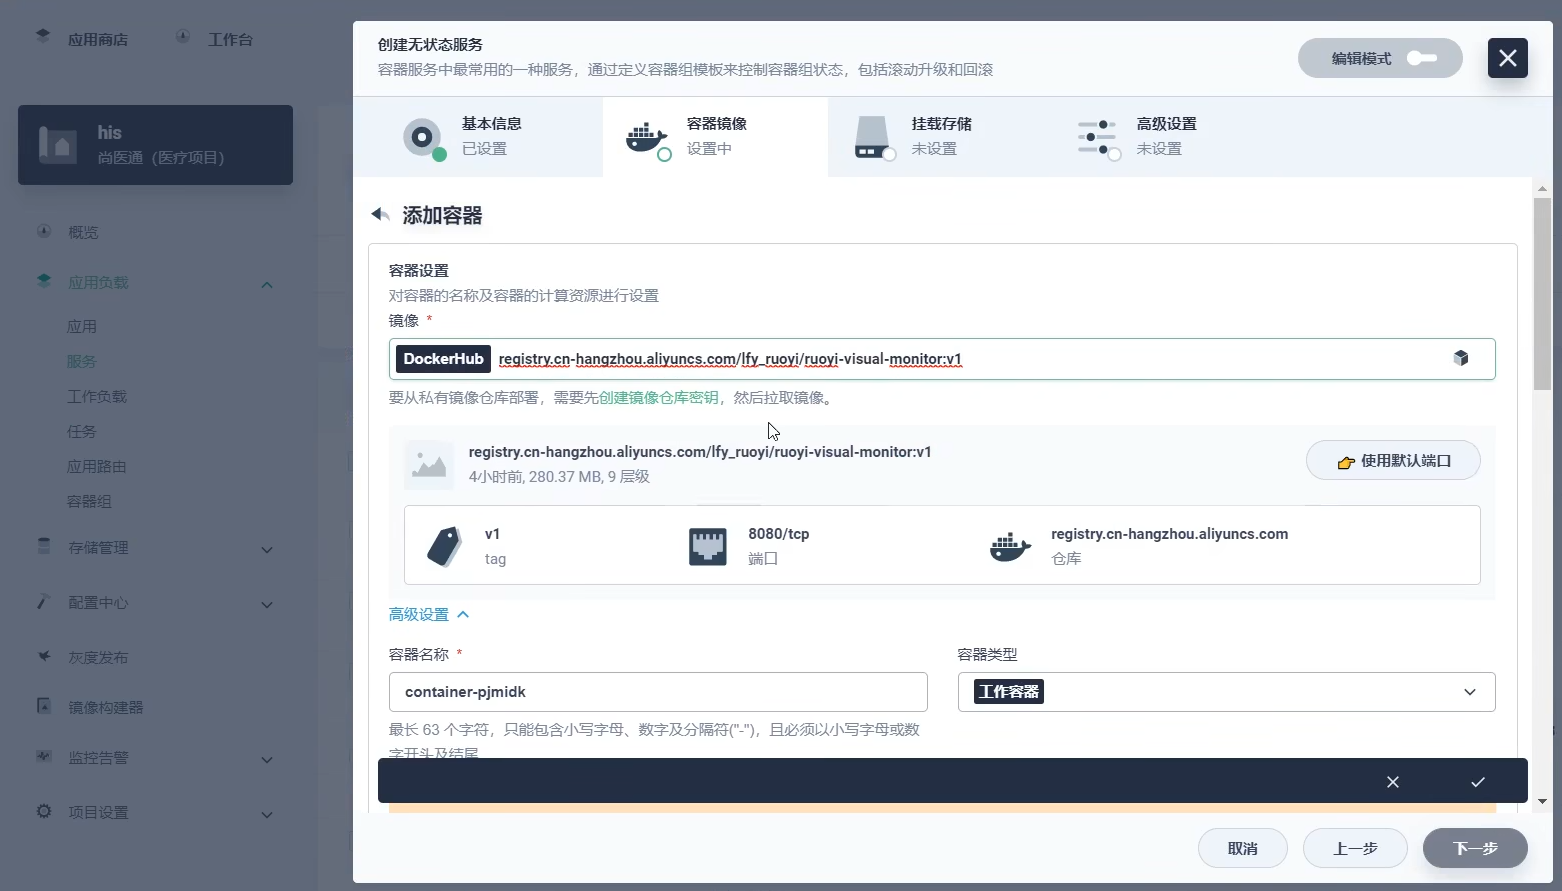 应用商店
工作台
his
尚医通（医疗项目）
概览
应用负载
应用
服务
工作负载
任务
应用路由
容器组
存储管理
配置中心
灰度发布
镜像构建器
监控告警
项目设置
创建无状态服务
容器服务中最常用的一种服务，通过定义容器组模板来控制容器组状态，包括滚动升级和回滚
编辑模式
基本信息
已设置
容器镜像
设置中
挂载存储
未设置
高级设置
未设置
添加容器
容器设置
对容器的名称及容器的计算资源进行设置
镜像 *
DockerHub registry.cn-hangzhou.aliyuncs.com/lfy_ruoyi/ruoyi-visual-monitor:v1
要从私有镜像仓库部署，需要先创建镜像仓库密钥，然后拉取镜像。
registry.cn-hangzhou.aliyuncs.com/lfy_ruoyi/ruoyi-visual-monitor:v1
4小时前, 280.37 MB, 9 层级
使用默认端口
v1
tag
8080/tcp
端口
registry.cn-hangzhou.aliyuncs.com
仓库
高级设置
容器名称 *
container-pjmidk
最长 63 个字符，只能包含小写字母、数字及分隔符("-")，且必须以小写字母或数
字开头及结尾
容器类型
工作容器
取消
上一步
下一步